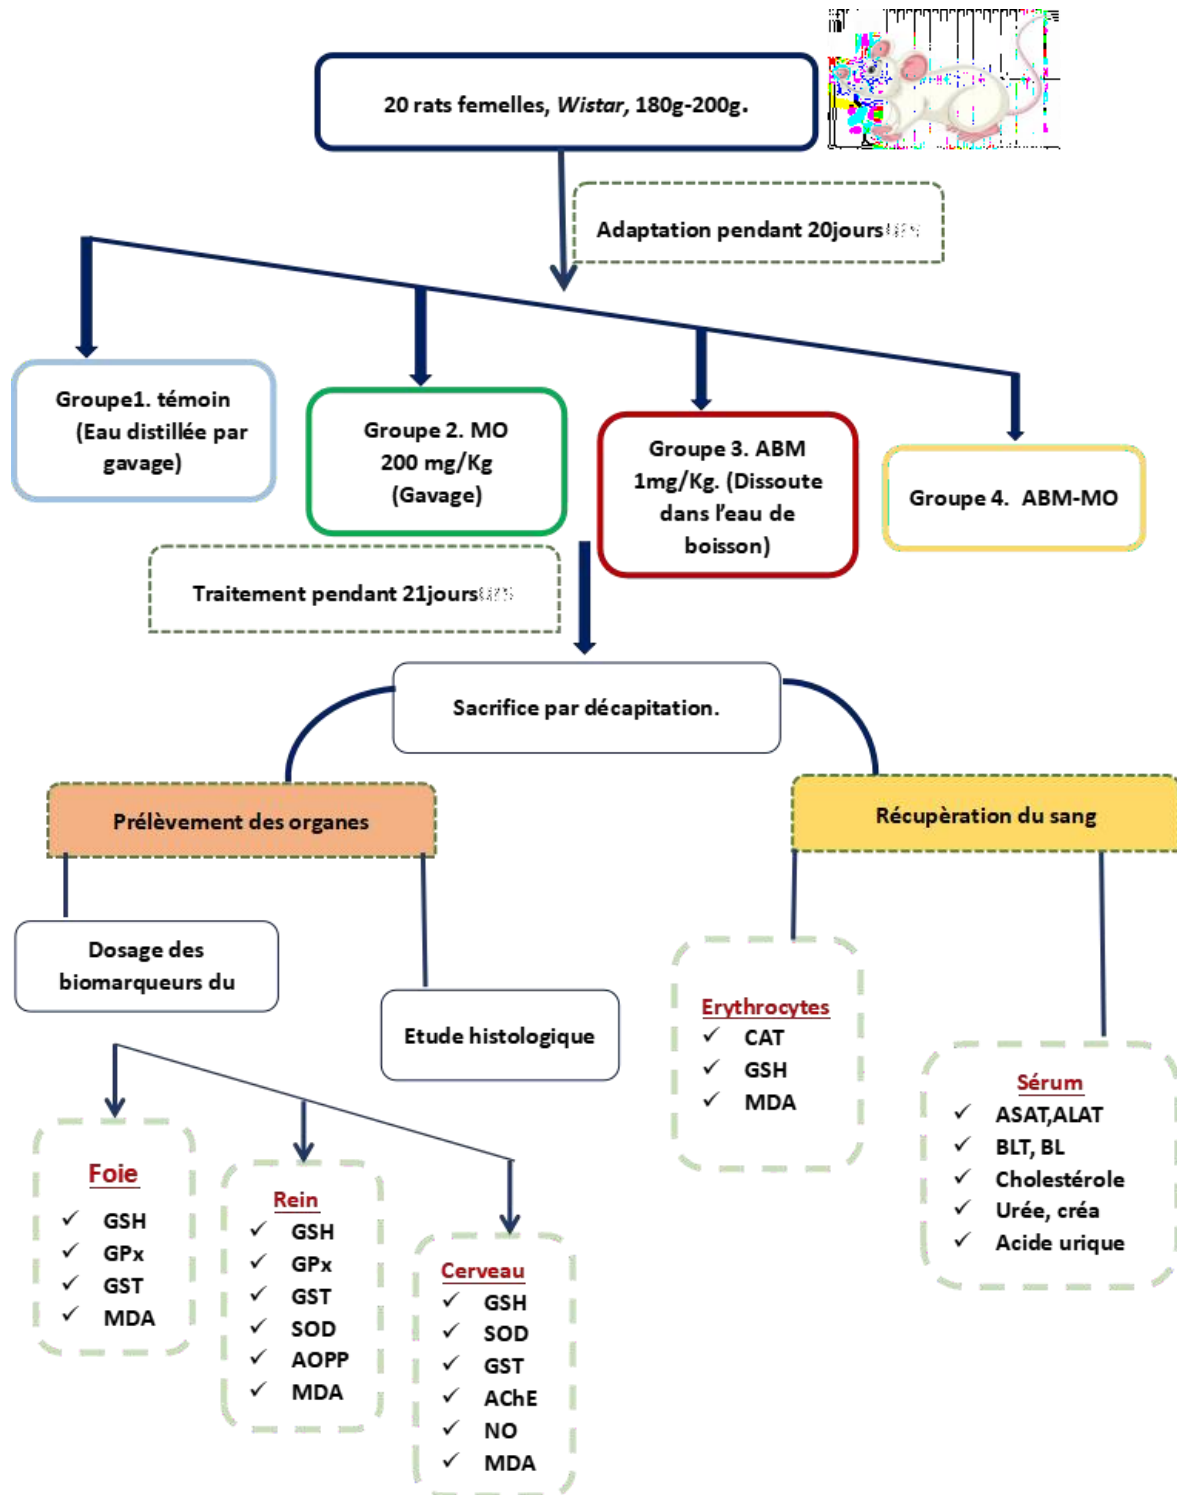 20 rats femelles, Wistar, 180g-200g.
Adaptation pendant 20jours
Groupe1. témoin
(Eau distillée par
gavage)
Groupe 2. MO
200 mg/Kg
(Gavage)
Groupe 3. ABM
1mg/Kg. (Dissoute
dans l'eau de
boisson)
Groupe 4. ABM-MO
Traitement pendant 21jours
Sacrifice par décapitation.
Prélèvement des organes
Récupèration du sang
Dosage des
biomarqueurs du
Etude histologique
Erythrocytes
✓ CAT
✓ GSH
✓ MDA
Sérum
✓ ASAT,ALAT
✓ BLT, BL
✓ Cholestérole
✓ Urée, créa
✓ Acide urique
Foie
✓ GSH
✓ GPx
✓ GST
✓ MDA
Rein
✓ GSH
✓ GPx
✓ GST
✓ SOD
✓ AOPP
✓ MDA
Cerveau
✓ GSH
✓ SOD
✓ GST
✓ AChE
✓ NO
✓ MDA